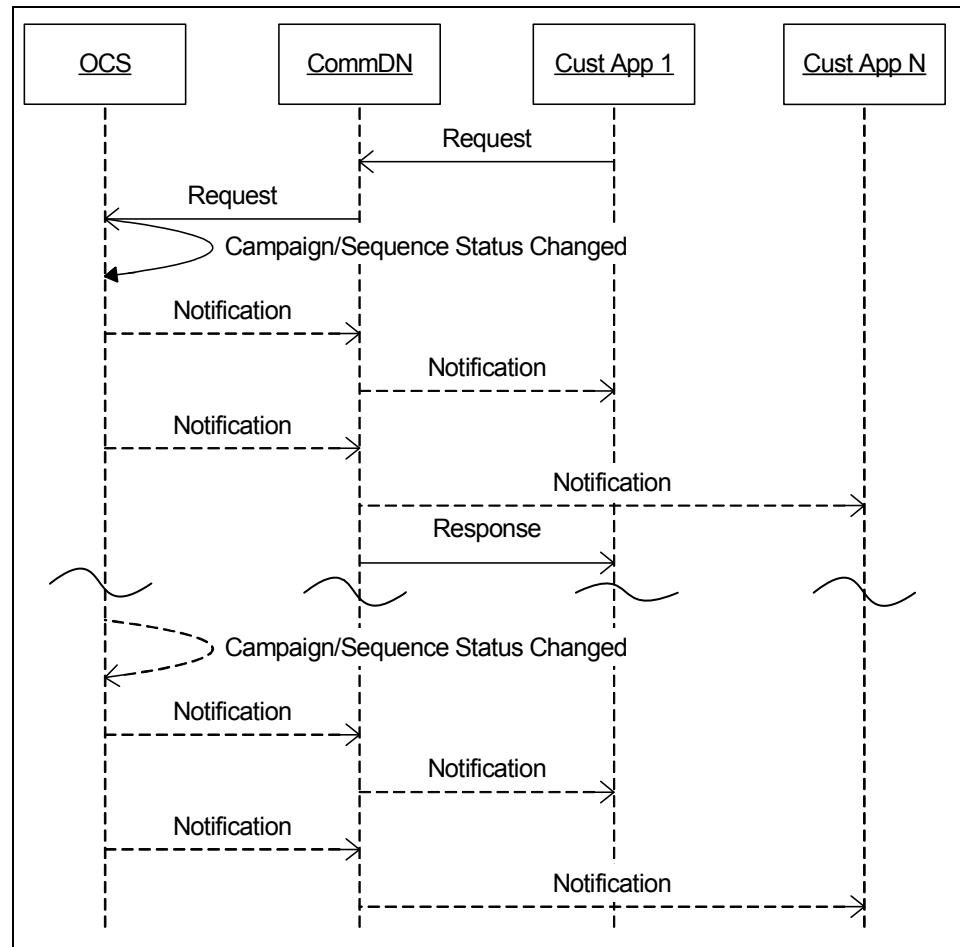 OCS
CommDN
Cust App 1
Cust App N
Request
Request
Campaign/Sequence Status Changed
Notification
Notification
Notification
Notification
Response
Campaign/Sequence Status Changed
Notification
Notification
Notification
Notification